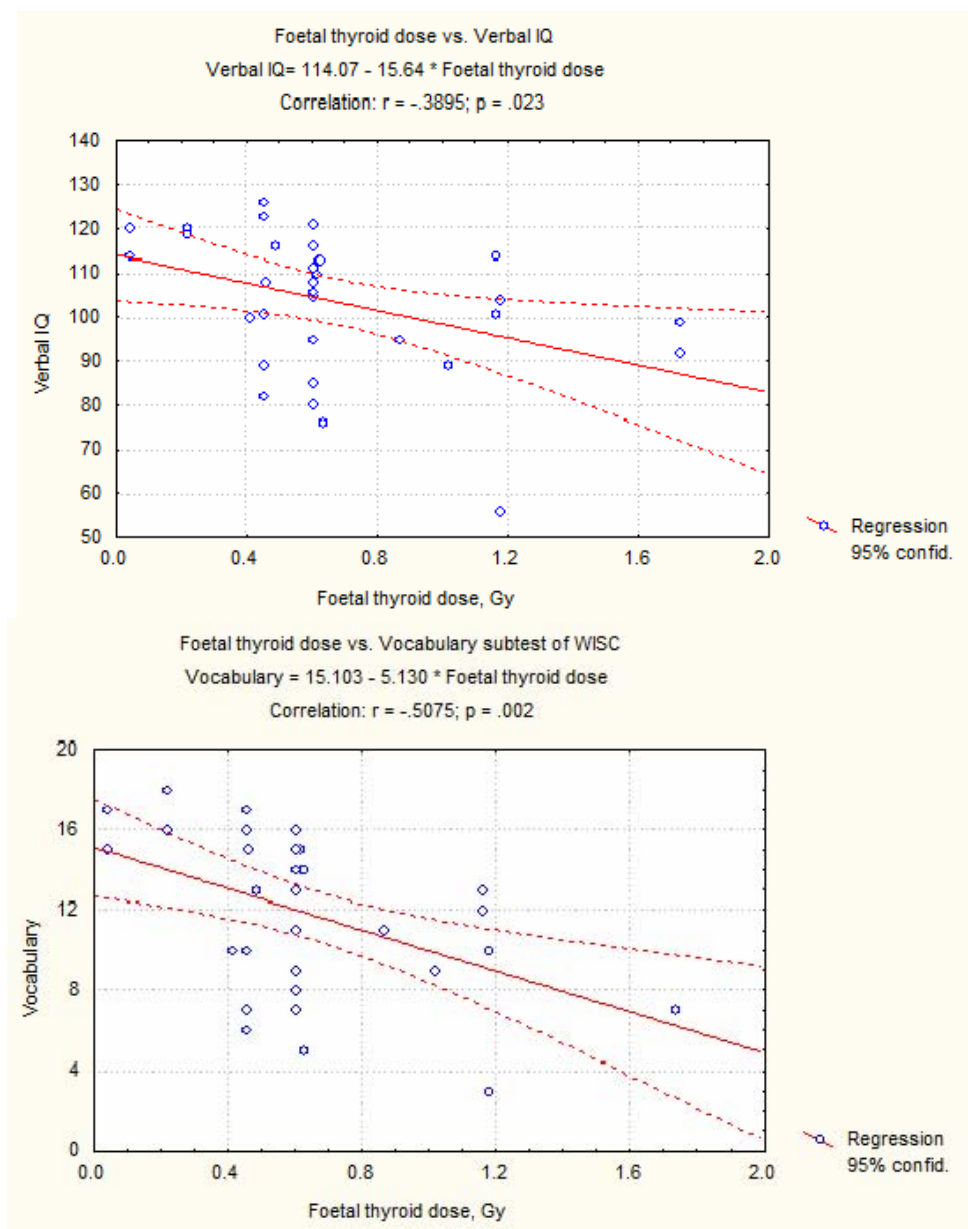 Foetal thyroid dose vs. Verbal IQ
Verbal IQ= 114.07 - 15.64 * Foetal thyroid dose
Correlation: r = -.3895; p = .023
140
130
120
110
100
90
80
70
60
50
Verbal IQ
0.0 0.4 0.8 1.2 1.6 2.0
Foetal thyroid dose, Gy
Regression
95% confid.
Foetal thyroid dose vs. Vocabulary subtest of WISC
Vocabulary = 15.103 - 5.130 * Foetal thyroid dose
Correlation: r = -.5075; p = .002
20
16
12
8
4
0
Vocabulary
0.0 0.4 0.8 1.2 1.6 2.0
Foetal thyroid dose, Gy
Regression
95% confid.